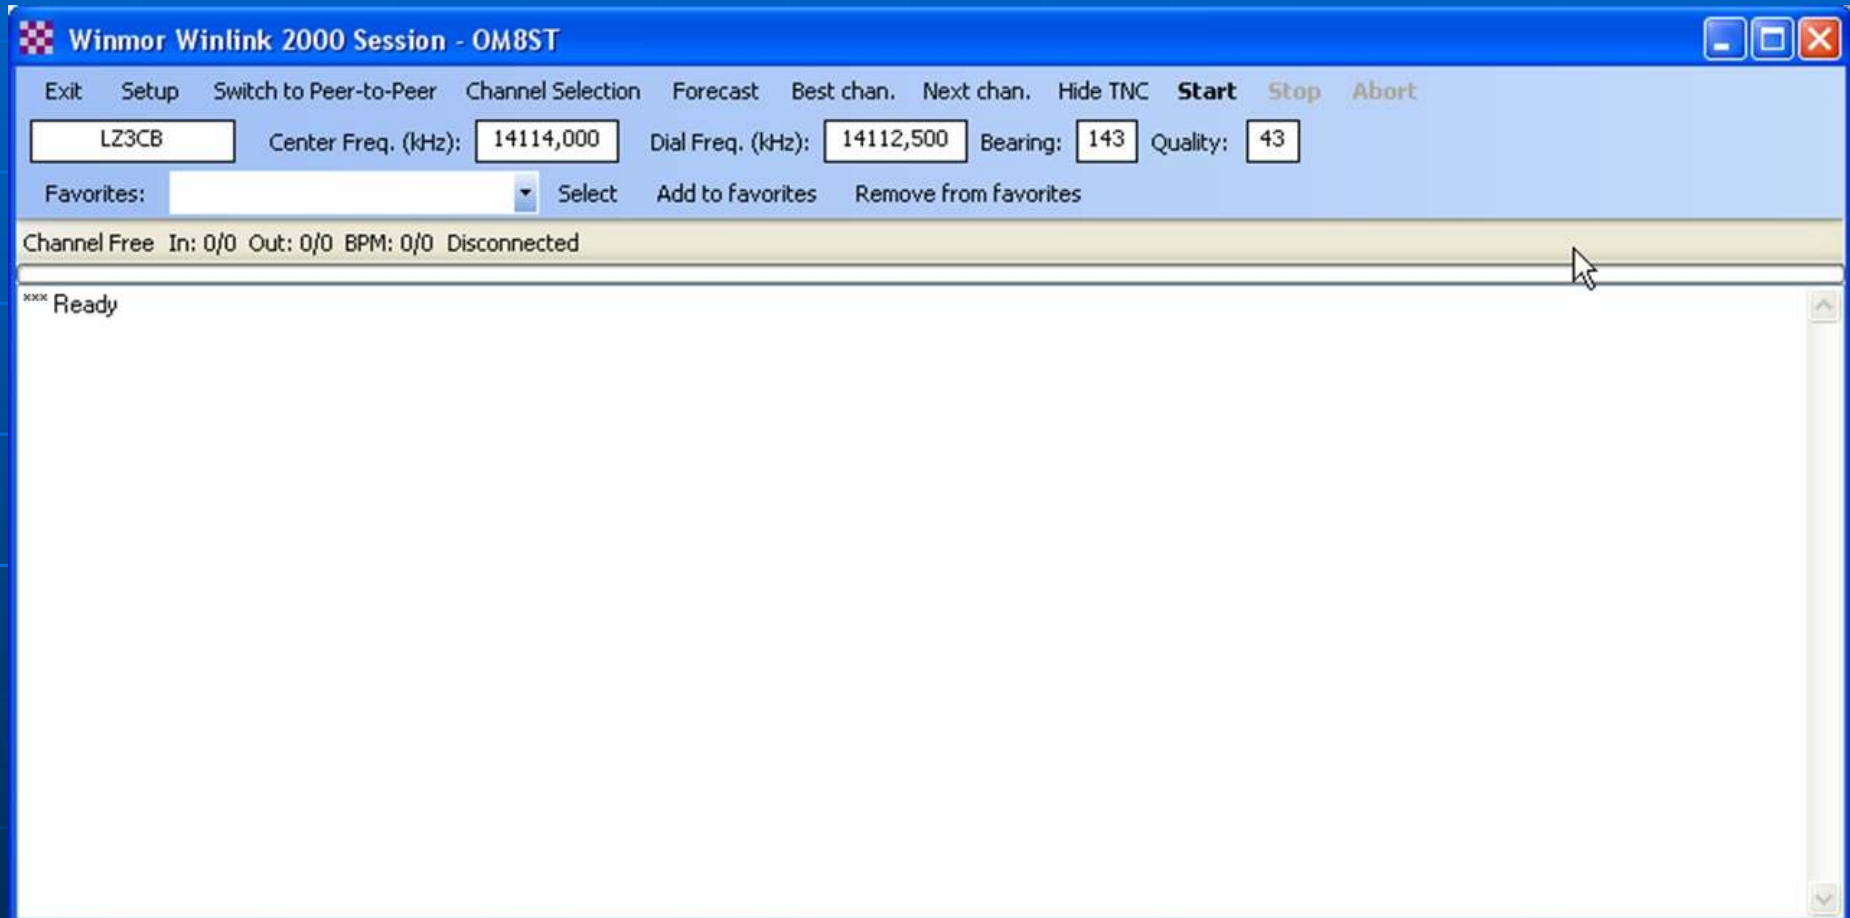 Winmor Winlink 2000 Session - OM8ST
Exit Setup Switch to Peer-to-Peer Channel Selection Forecast Best chan. Next chan. Hide TNC Start Stop Abort
LZ3CB Center Freq. (kHz): 14114,000 Dial Freq. (kHz): 14112,500 Bearing: 143 Quality: 43
Favorites: Select Add to favorites Remove from favorites
Channel Free In: 0/0 Out: 0/0 BPM: 0/0 Disconnected
*** Ready